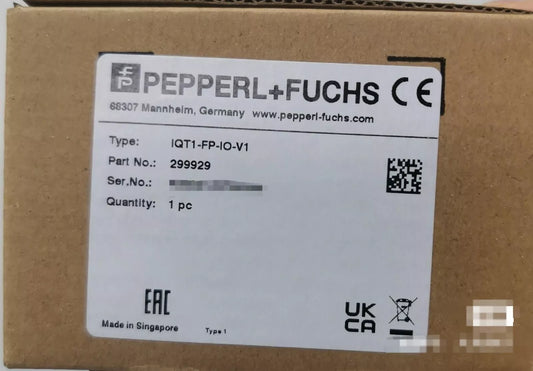 PEPPERL+FUCHS CE
68307 Mannheim, Germany www.pepperl-fuchs.com
Type: IQT1-FP-IO-V1
Part No.: 299929
Ser.No.:
Quantity: 1 pc
EAC
UK
CA
Made in Singapore
Type 1